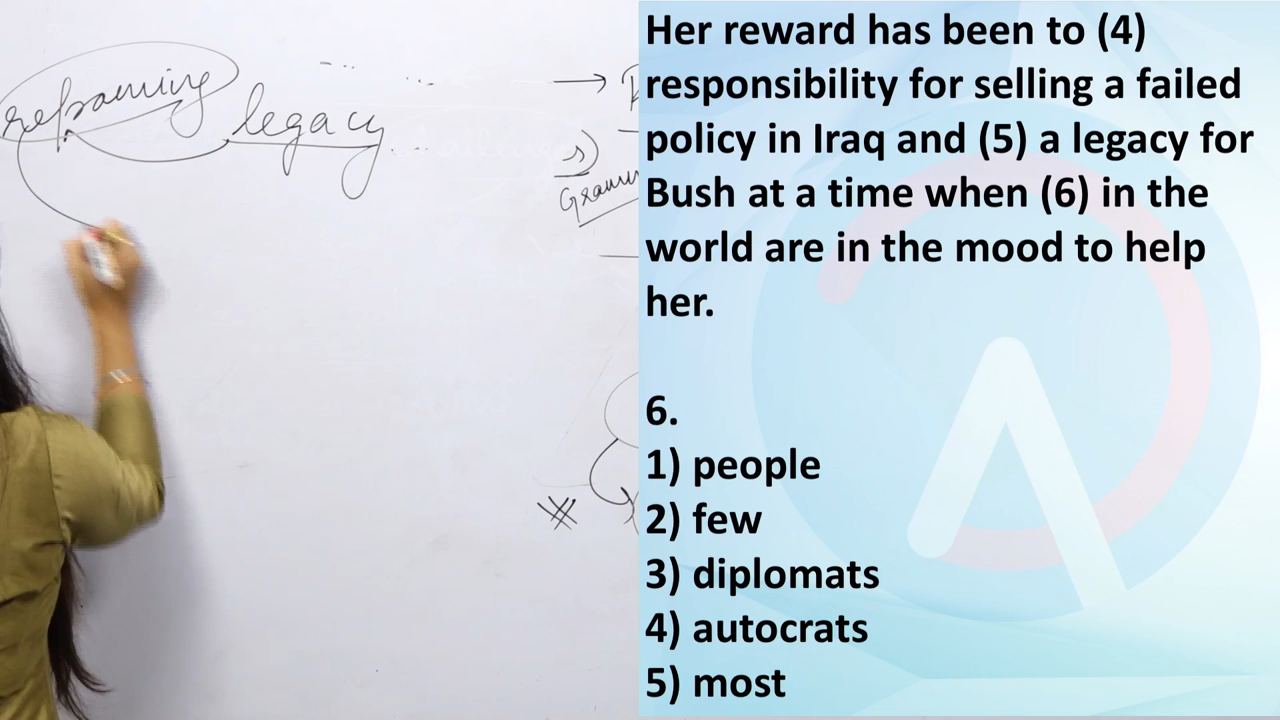 reframing legacy
Her reward has been to (4)
responsibility for selling a failed
policy in Iraq and (5) a legacy for
Bush at a time when (6) in the
world are in the mood to help
her.
6.
1) people
2) few
3) diplomats
4) autocrats
5) most